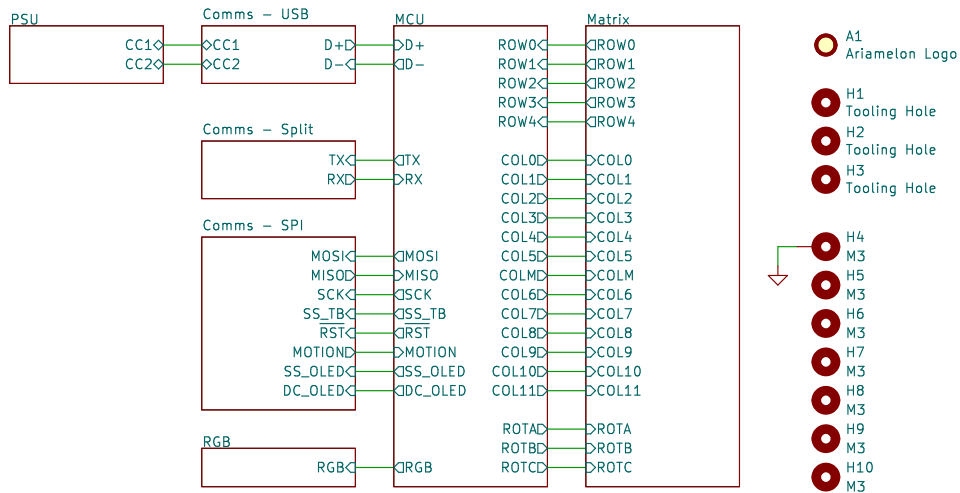 PSU
CC1
CC2
Comms - USB
CC1 D+
CC2 D-
Comms - Split
TX
RX
Comms - SPI
MOSI
MISO
SCK
SS_TB
RST
MOTION
SS_OLED
DC_OLED
RGB
RGB
MCU
D+ ROW0
D- ROW1
ROW2
ROW3
ROW4
TX COL0
RX COL1
COL2
COL3
COL4
MOSI COL5
MISO COLM
SCK COL6
SS_TB COL7
RST COL8
MOTION COL9
SS_OLED COL10
DC_OLED COL11
ROTA
ROTB
RGB ROTC
Matrix
ROW0
ROW1
ROW2
ROW3
ROW4
COL0
COL1
COL2
COL3
COL4
COL5
COLM
COL6
COL7
COL8
COL9
COL10
COL11
ROTA
ROTB
ROTC
A1
Ariamelon Logo
H1
Tooling Hole
H2
Tooling Hole
H3
Tooling Hole
H4
M3
H5
M3
H6
M3
H7
M3
H8
M3
H9
M3
H10
M3